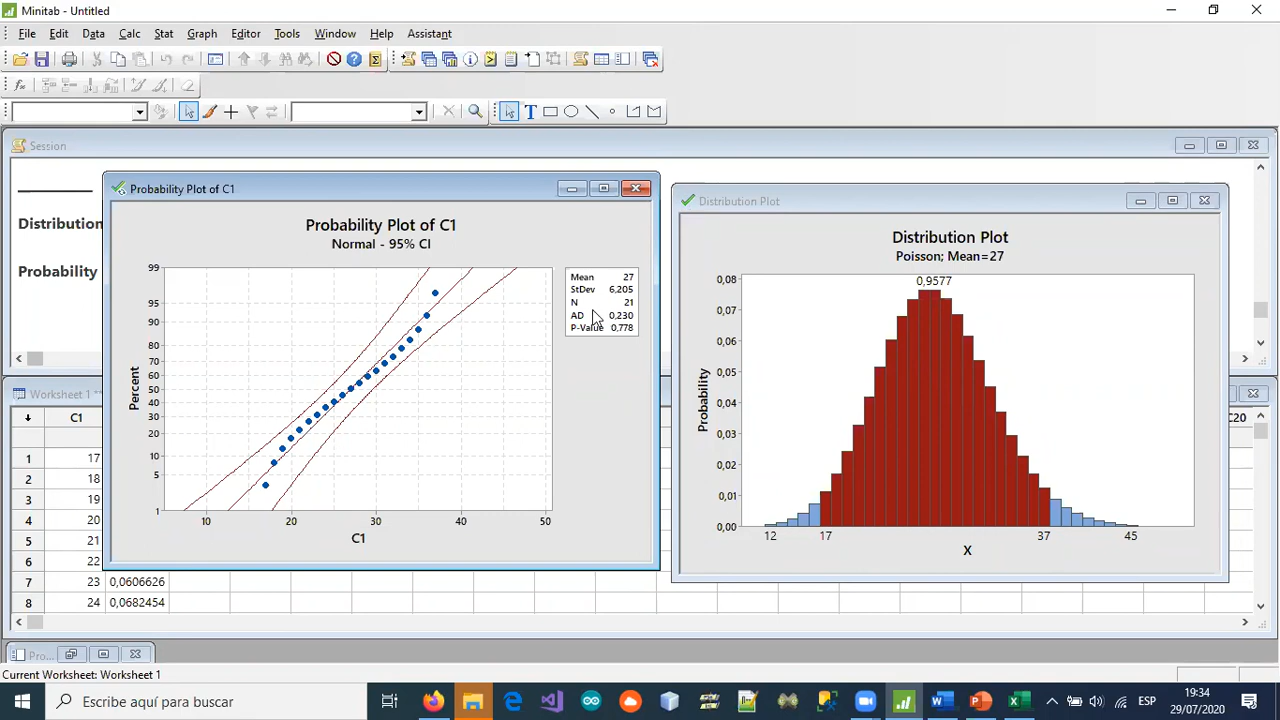 Minitab - Untitled
File Edit Data Calc Stat Graph Editor Tools Window Help Assistant
Session
Distribution
Probability
Probability Plot of C1
Probability Plot of C1
Normal - 95% CI
Mean 27
StDev 6,205
N 21
AD 0,230
P-Value 0,778
99
95
90
80
70
60
50
40
30
20
10
5
1
Percent
10 20 30 40 50
C1
Distribution Plot
Distribution Plot
Poisson; Mean=27
0,9577
0,08
0,07
0,06
0,05
0,04
0,03
0,02
0,01
0,00
Probability
12 17 37 45
X
Worksheet 1 **
C1 C20
1 17
2 18
3 19
4 20
5 21
6 22
7 23 0,0606626
8 24 0,0682454
Pro...
Current Worksheet: Worksheet 1
Escribe aquí para buscar
ESP
19:34
29/07/2020